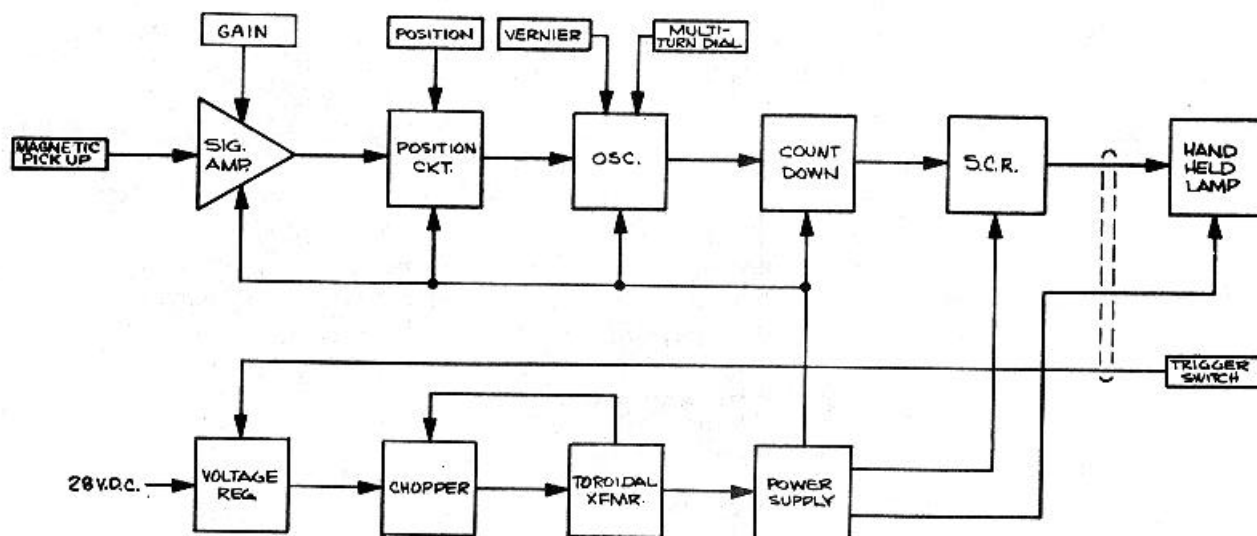 GAIN
POSITION
VERNIER
MULTI-
TURN DIAL
MAGNETIC
PICK UP
SIG.
AMP.
POSITION
CKT.
OSC.
COUNT
DOWN
S.C.R.
HAND
HELD
LAMP
TRIGGER
SWITCH
28 V.D.C.
VOLTAGE
REG.
CHOPPER
TOROIDAL
XFMR.
POWER
SUPPLY